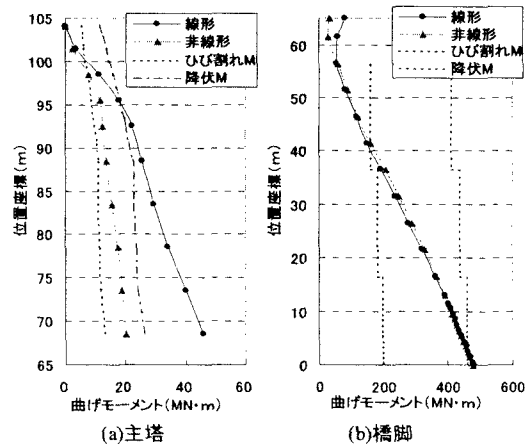 線形
非線形
ひび割れM
降伏M
105
100
95
90
85
80
75
70
65
位置座標(m)
0
20
40
60
曲げモーメント(MN・m)
(a)主塔
線形
非線形
ひび割れM
降伏M
60
50
40
30
20
10
0
位置座標(m)
0
200
400
600
曲げモーメント(MN・m)
(b)橋脚